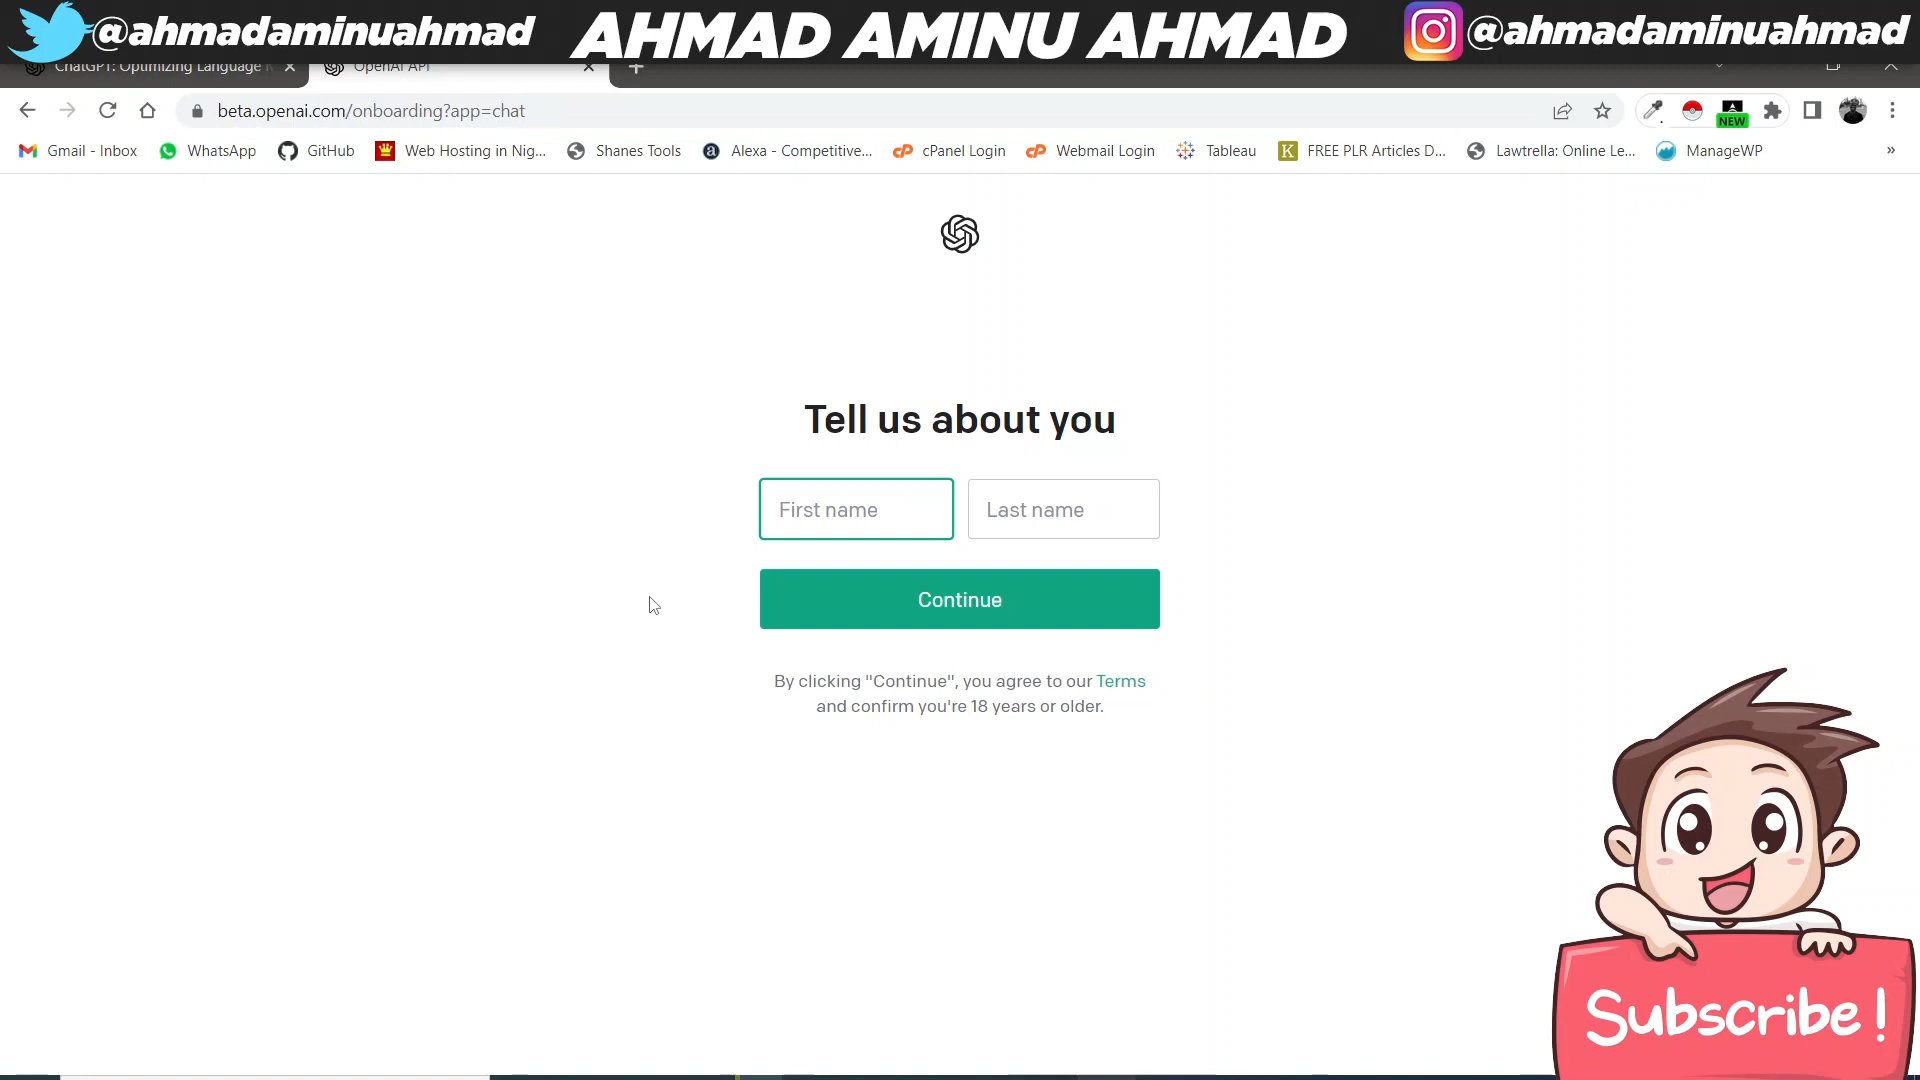 @ahmadaminuahmad AHMAD AMINU AHMAD @ahmadaminuahmad
ChatGPT: Optimizing Language OpenAI API
beta.openai.com/onboarding?app=chat
NEW
Gmail - Inbox WhatsApp GitHub Web Hosting in Nig... Shanes Tools Alexa - Competitive... cPanel Login Webmail Login Tableau FREE PLR Articles D... Lawtrella: Online Le... ManageWP »
Tell us about you
First name Last name
Continue
By clicking "Continue", you agree to our Terms
and confirm you're 18 years or older.
Subscribe!